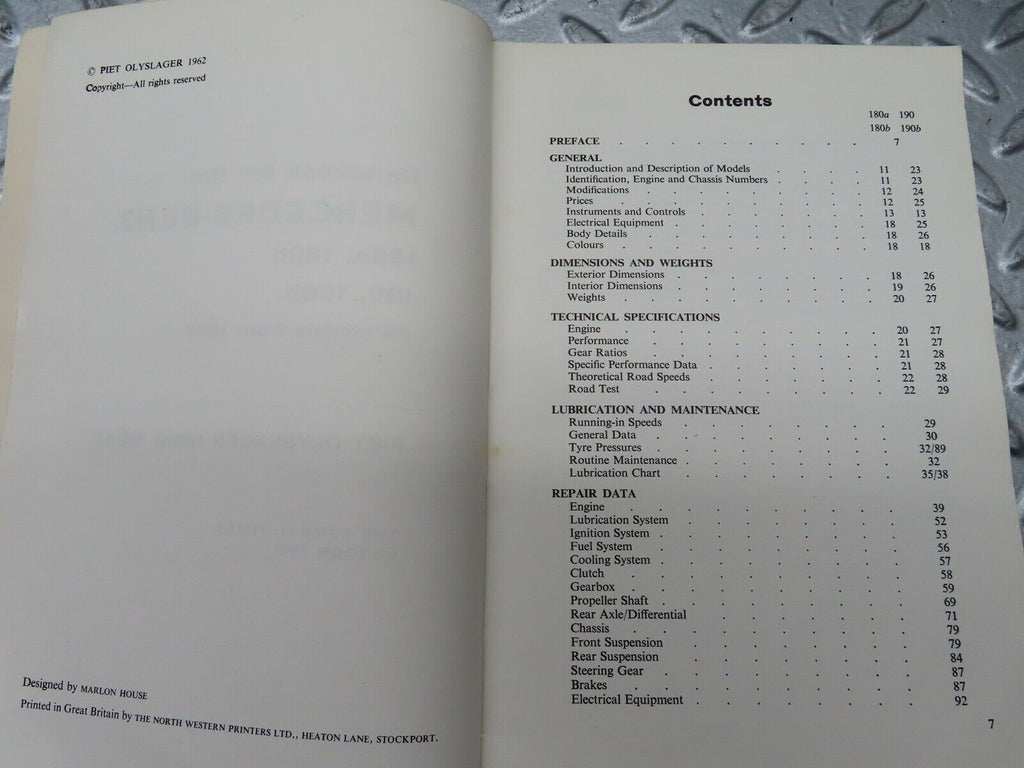 © PIET OLYSLAGER 1962
Copyright—All rights reserved
Designed by MARLON HOUSE
Printed in Great Britain by THE NORTH WESTERN PRINTERS LTD., HEATON LANE, STOCKPORT.
Contents
180a 190
180b 190b
PREFACE . . . . . . . . . 7
GENERAL
Introduction and Description of Models . . . . 11 23
Identification, Engine and Chassis Numbers . . . . 11 23
Modifications . . . . . . . . 12 24
Prices . . . . . . . . . 12 25
Instruments and Controls . . . . . . 13 13
Electrical Equipment . . . . . . . 18 25
Body Details . . . . . . . . 18 26
Colours . . . . . . . . . 18 18
DIMENSIONS AND WEIGHTS
Exterior Dimensions . . . . . . . 18 26
Interior Dimensions . . . . . . . 19 26
Weights . . . . . . . . . 20 27
TECHNICAL SPECIFICATIONS
Engine . . . . . . . . . 20 27
Performance . . . . . . . . 21 27
Gear Ratios . . . . . . . . 21 28
Specific Performance Data . . . . . . 21 28
Theoretical Road Speeds . . . . . . 22 28
Road Test . . . . . . . . 22 29
LUBRICATION AND MAINTENANCE
Running-in Speeds . . . . . . . 29
General Data . . . . . . . . 30
Tyre Pressures . . . . . . . . 32/89
Routine Maintenance . . . . . . . 32
Lubrication Chart . . . . . . . 35/38
REPAIR DATA
Engine . . . . . . . . . 39
Lubrication System . . . . . . . 52
Ignition System . . . . . . . . 53
Fuel System . . . . . . . . 56
Cooling System . . . . . . . . 57
Clutch . . . . . . . . . 58
Gearbox . . . . . . . . . 59
Propeller Shaft . . . . . . . . 69
Rear Axle/Differential . . . . . . . 71
Chassis . . . . . . . . . 79
Front Suspension . . . . . . . 79
Rear Suspension . . . . . . . 84
Steering Gear . . . . . . . . 87
Brakes . . . . . . . . . 87
Electrical Equipment . . . . . . . 92
7